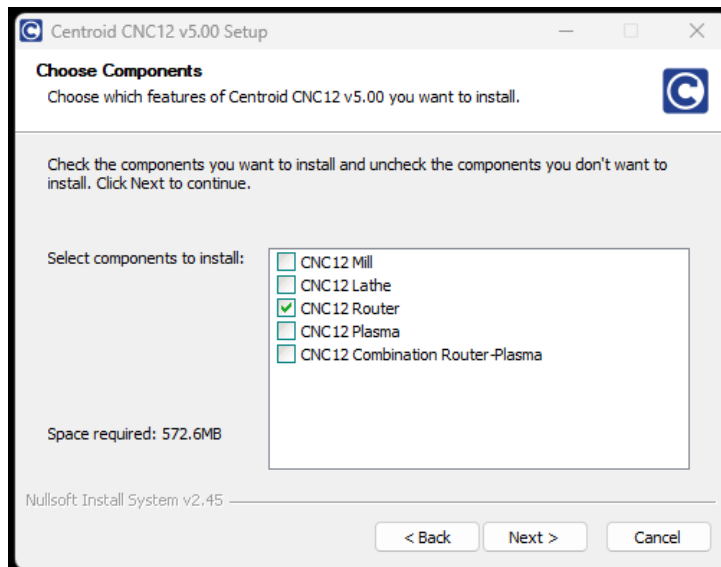 Centroid CNC12 v5.00 Setup
Choose Components
Choose which features of Centroid CNC12 v5.00 you want to install.
Check the components you want to install and uncheck the components you don't want to
install. Click Next to continue.
Select components to install:
CNC12 Mill
CNC12 Lathe
CNC12 Router
CNC12 Plasma
CNC12 Combination Router-Plasma
Space required: 572.6MB
Nullsoft Install System v2.45
< Back
Next >
Cancel